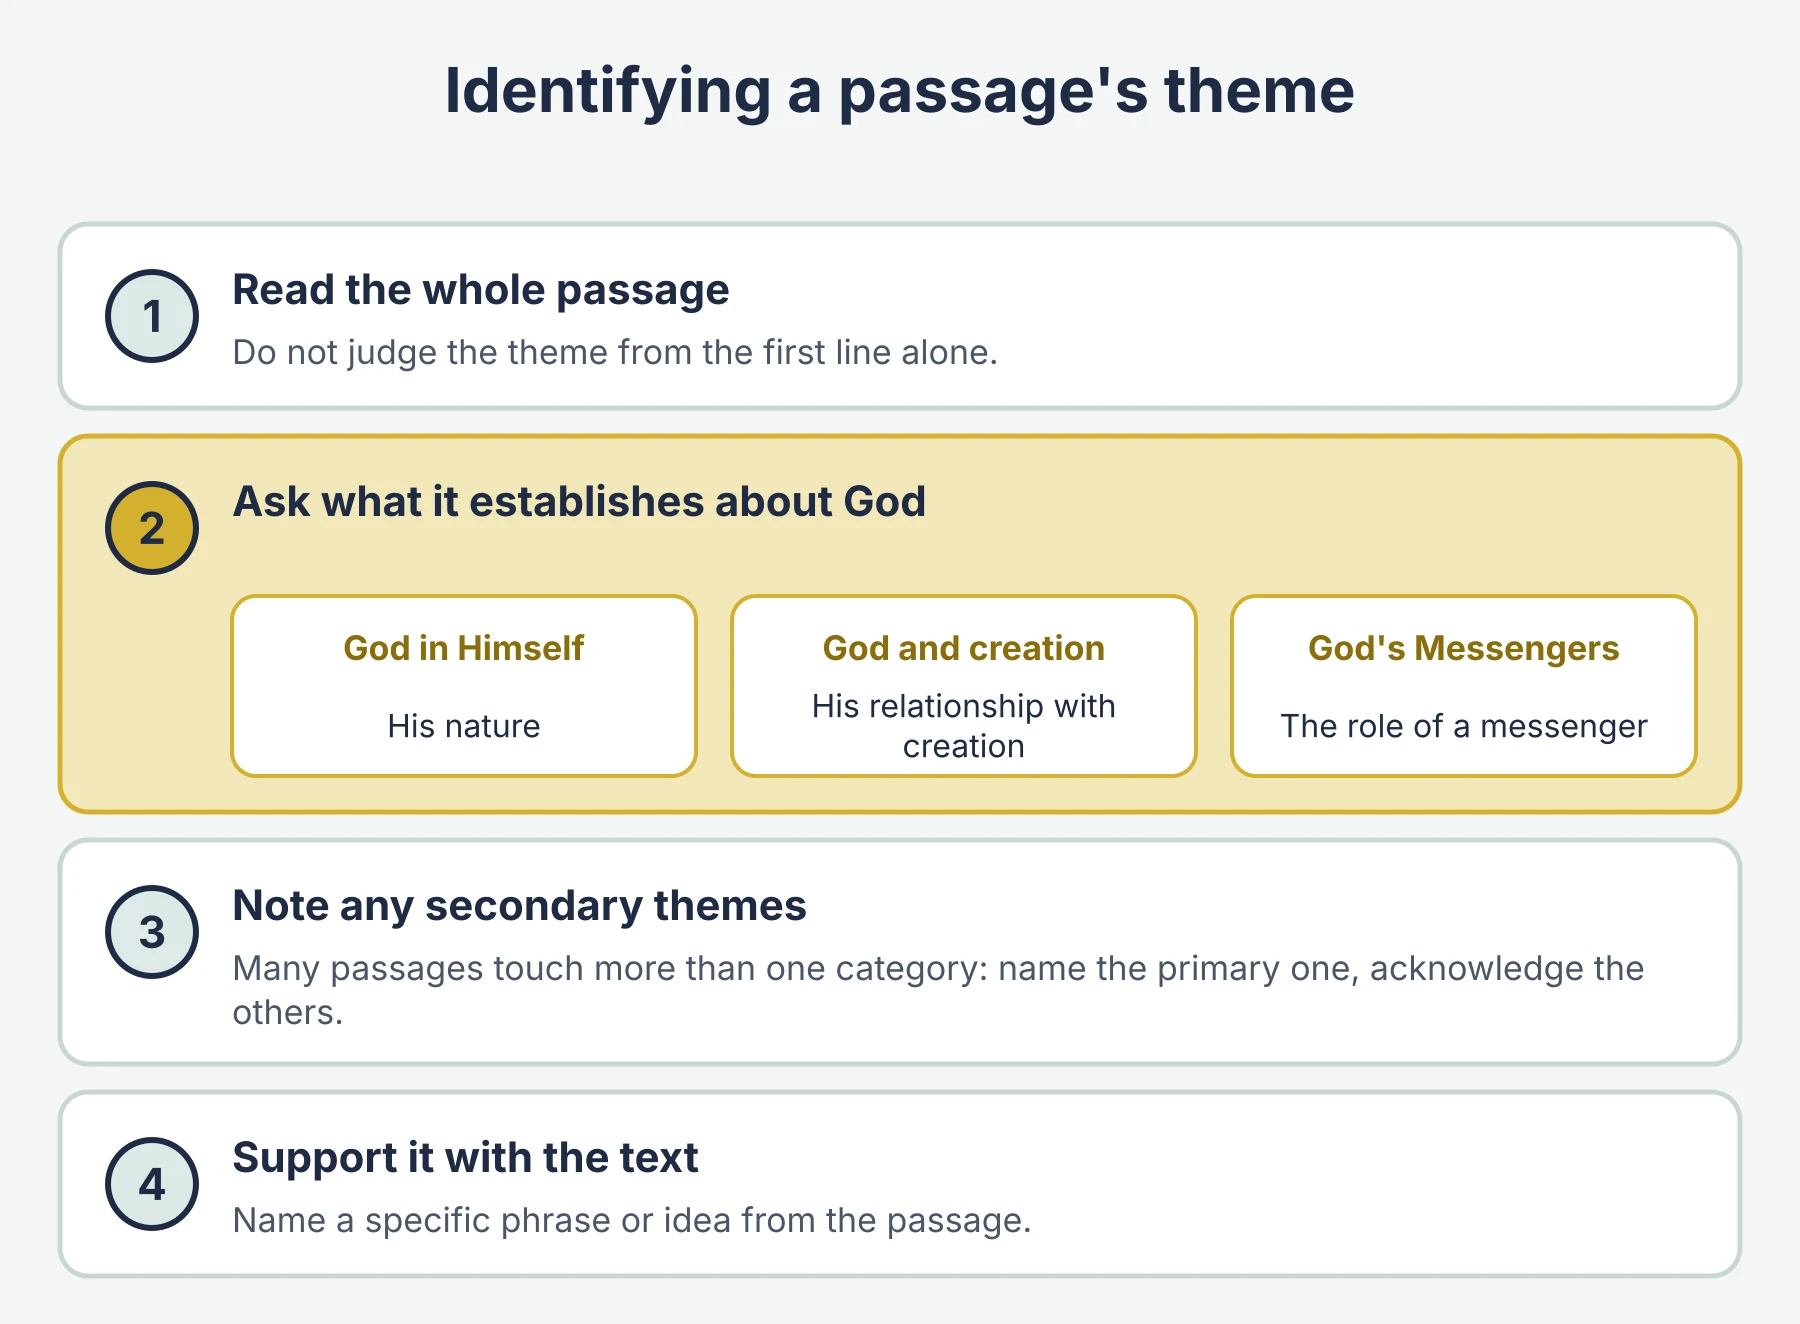 Identifying a passage's theme
1
Read the whole passage
Do not judge the theme from the first line alone.
2
Ask what it establishes about God
God in Himself
His nature
God and creation
His relationship with
creation
God's Messengers
The role of a messenger
3
Note any secondary themes
Many passages touch more than one category: name the primary one, acknowledge the
others.
4
Support it with the text
Name a specific phrase or idea from the passage.